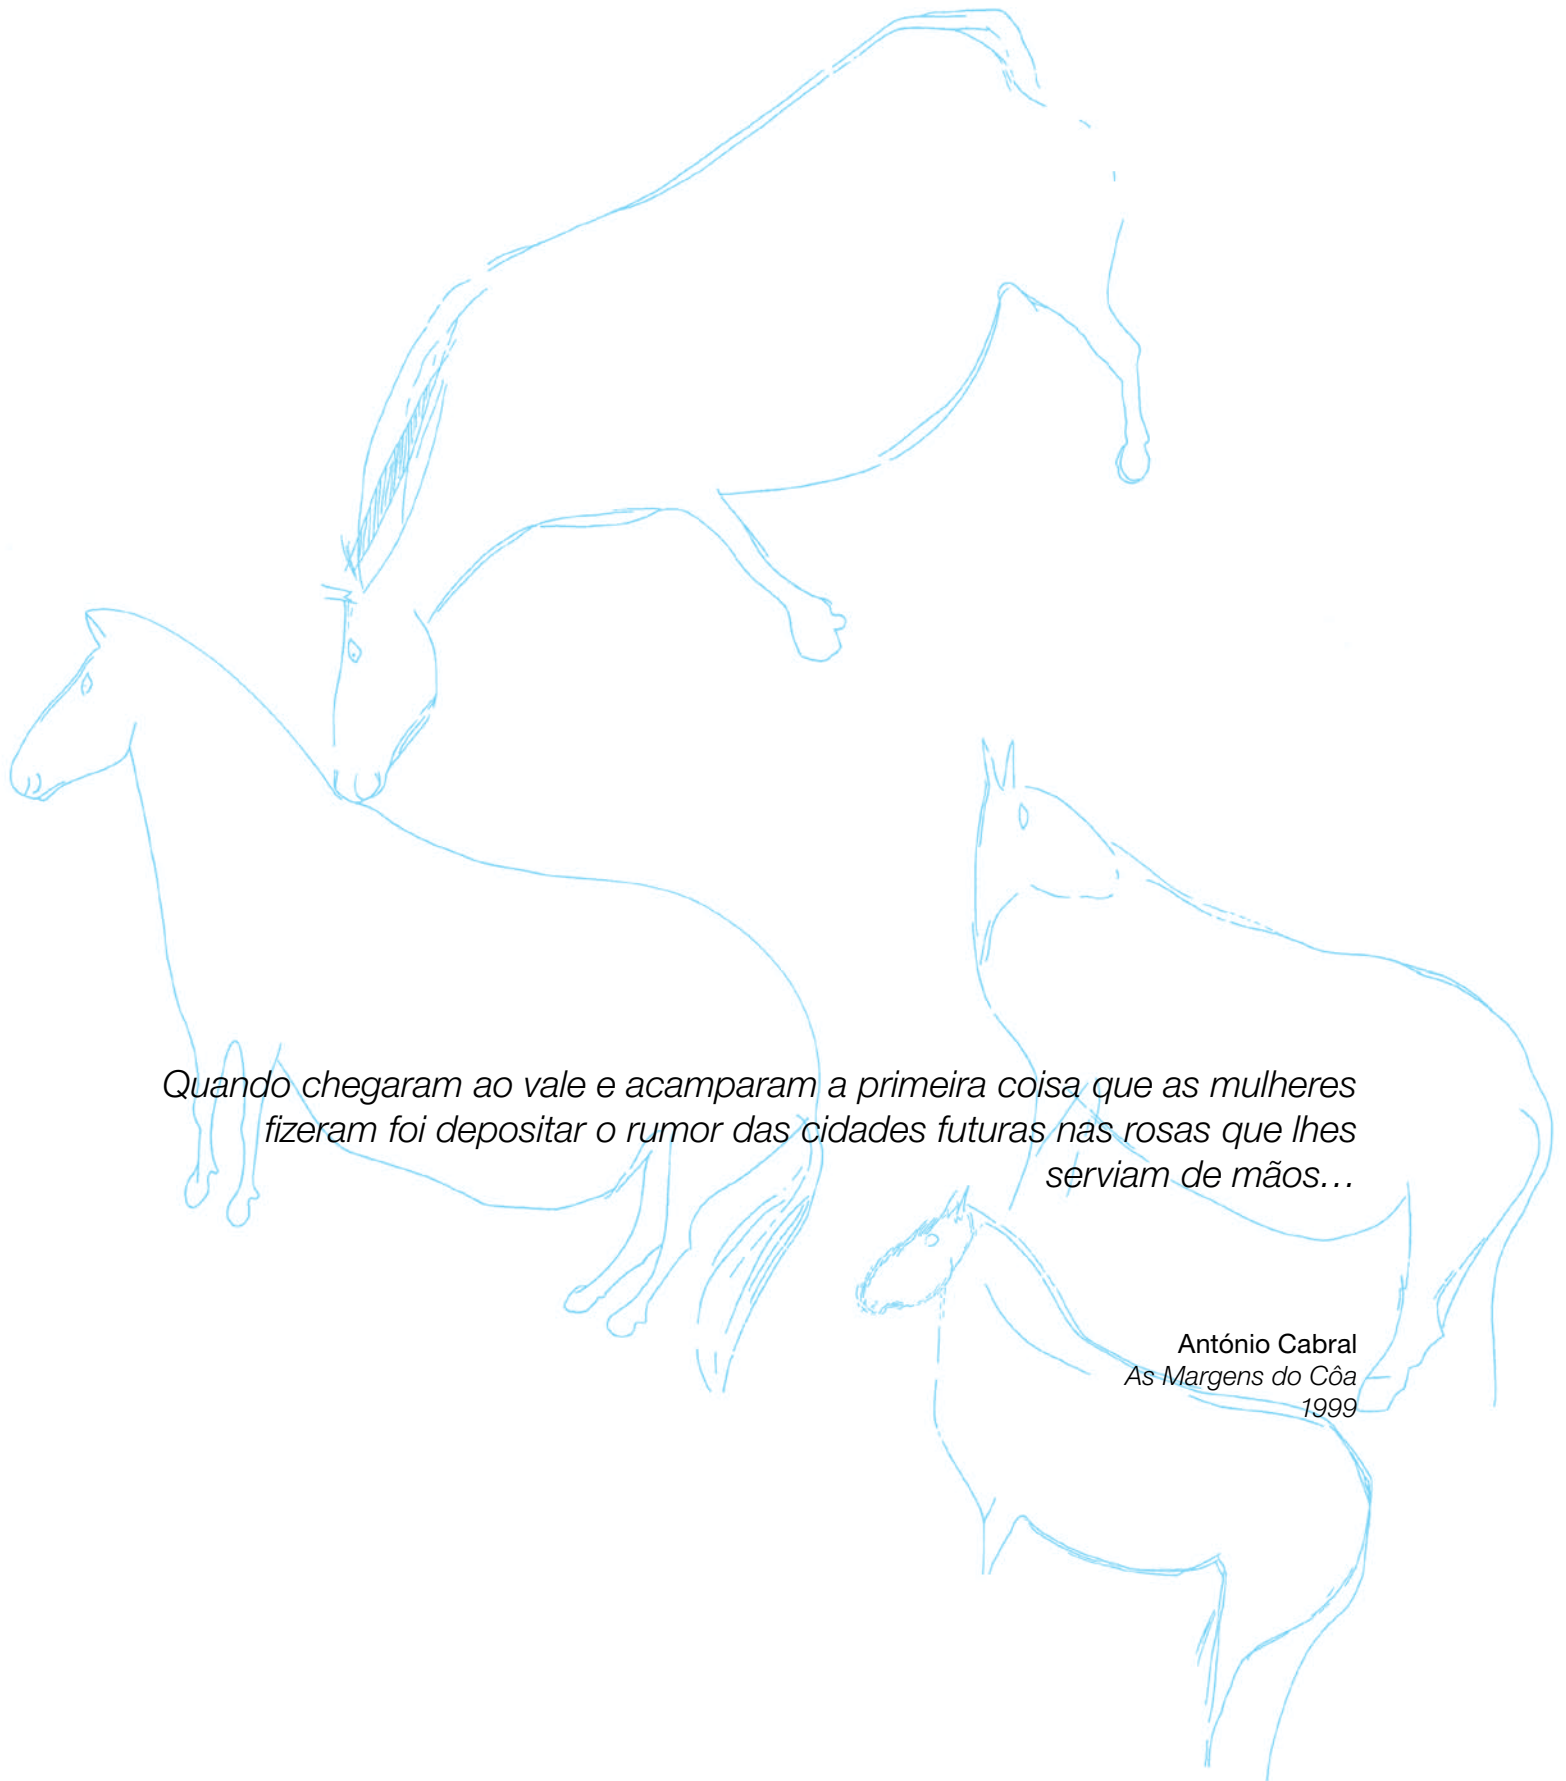 Quando chegaram ao vale e acamparam a primeira coisa que as mulheres
fizeram foi depositar o rumor das cidades futuras nas rosas que lhes
serviam de mãos…
António Cabral
As Margens do Côa
1999